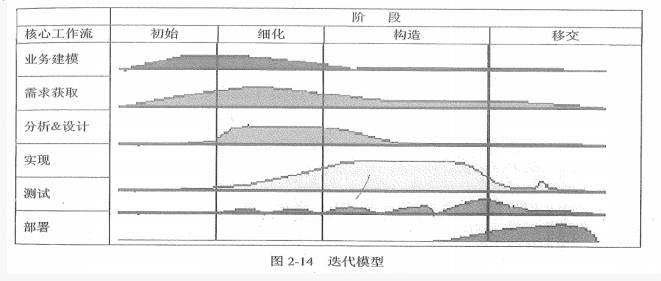 阶 段
核心工作流 初始 细化 构造 移交
业务建模
需求获取
分析&设计
实现
测试
部署
图 2-14 迭代模型